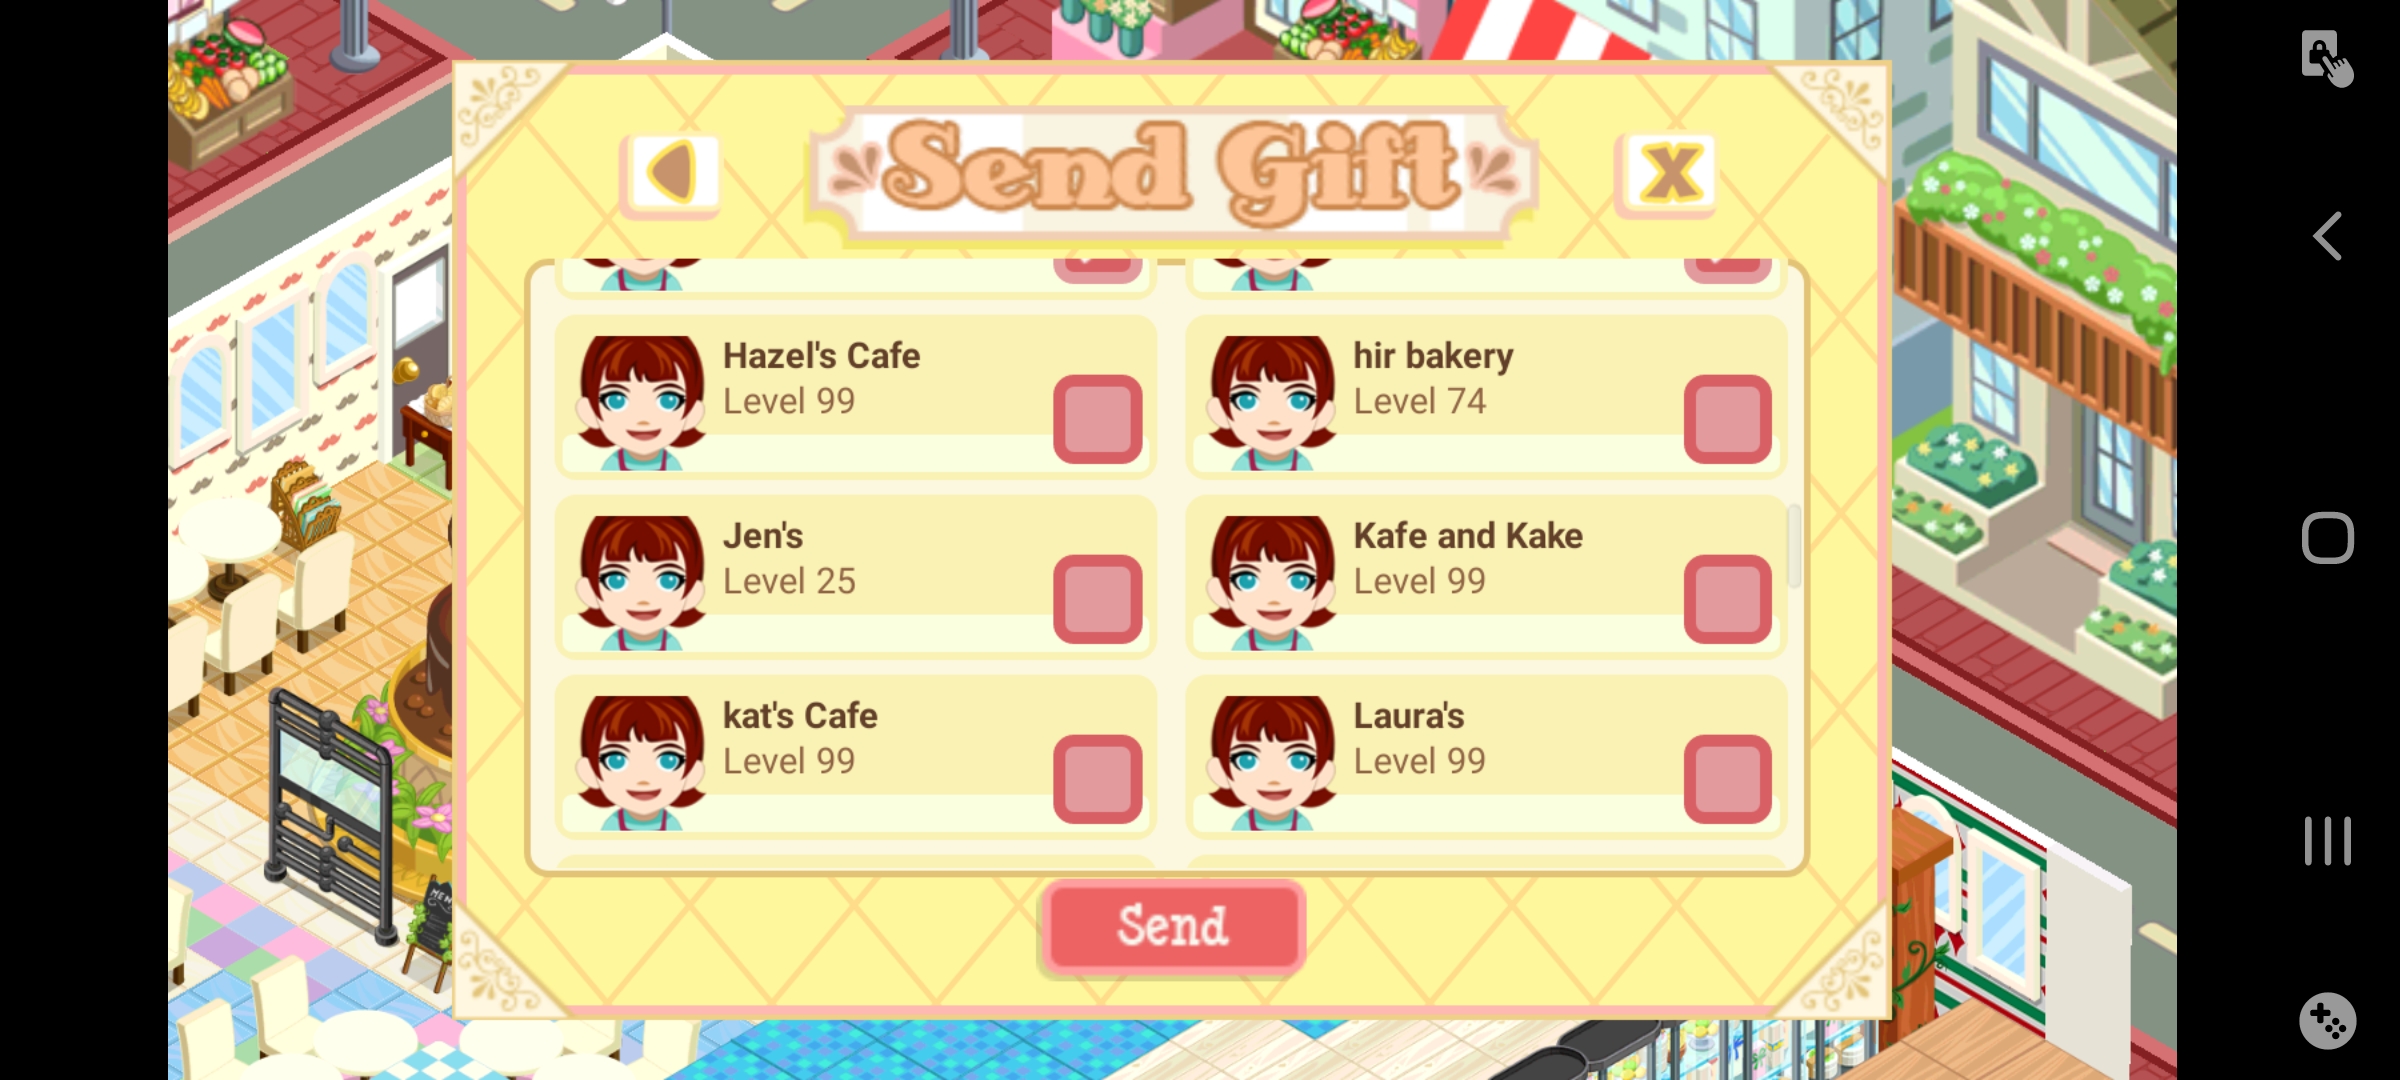 Send Gift
X
Hazel's Cafe
Level 99
hir bakery
Level 74
Jen's
Level 25
Kafe and Kake
Level 99
kat's Cafe
Level 99
Laura's
Level 99
Send
MEN